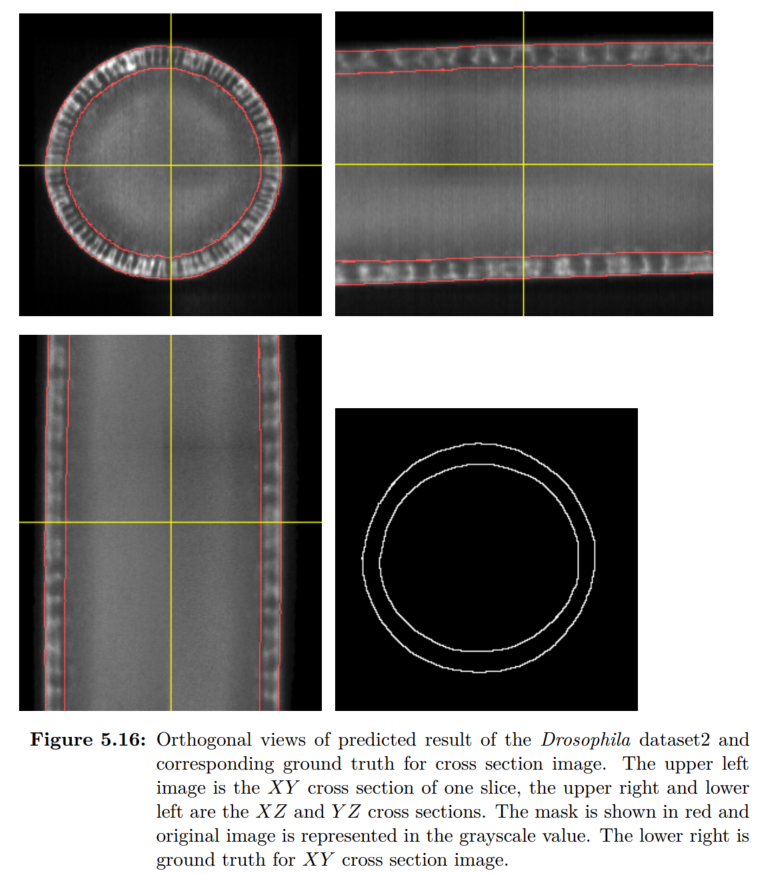 Figure 5.16: Orthogonal views of predicted result of the Drosophila dataset2 and
corresponding ground truth for cross section image. The upper left
image is the XY cross section of one slice, the upper right and lower
left are the XZ and YZ cross sections. The mask is shown in red and
original image is represented in the grayscale value. The lower right is
ground truth for XY cross section image.